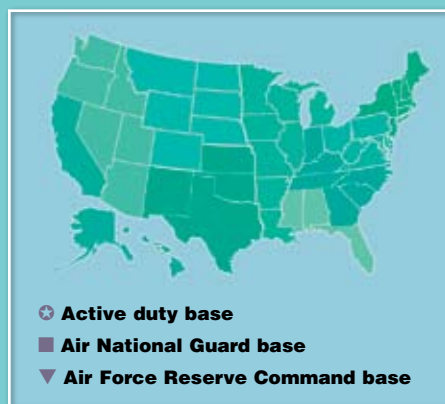 Active duty base
Air National Guard base
Air Force Reserve Command base